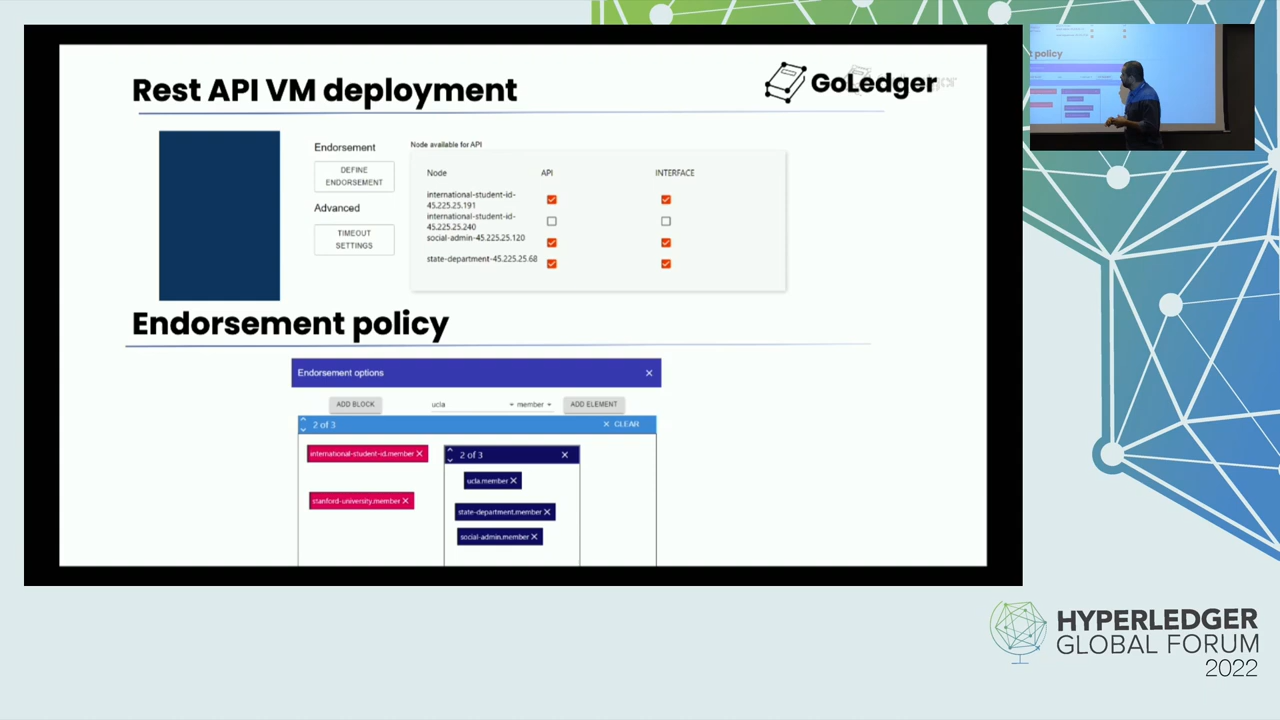 Rest API VM deployment
GoLedger
Endorsement
DEFINE
ENDORSEMENT
Advanced
TIMEOUT
SETTINGS
Node available for API
Node API INTERFACE
international-student-id-
45.225.25.191
international-student-id-
45.225.25.240
social-admin-45.225.25.120
state-department-45.225.25.68
Endorsement policy
Endorsement options
ADD BLOCK ucla member ADD ELEMENT
2 of 3 CLEAR
international-student-id.member
stanford-university.member
2 of 3
ucla.member
state-department.member
social-admin.member
t policy
HYPERLEDGER
GLOBAL FORUM
2022